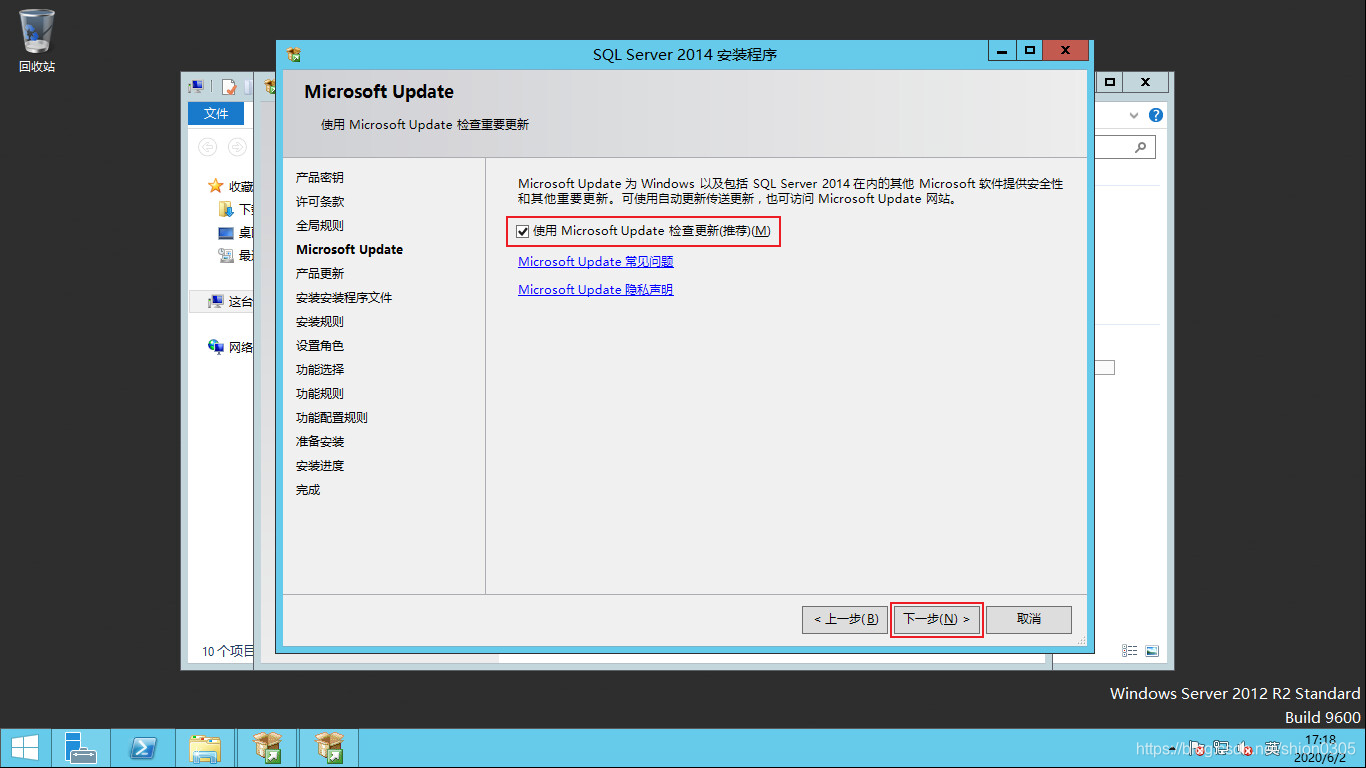 回收站
SQL Server 2014 安装程序
文件
Microsoft Update
使用 Microsoft Update 检查重要更新
收藏
桌
最
这台
网络
10 个项目
产品密钥
许可条款
全局规则
Microsoft Update
产品更新
安装安装程序文件
安装规则
设置角色
功能选择
功能规则
功能配置规则
准备安装
安装进度
完成
Microsoft Update 为 Windows 以及包括 SQL Server 2014 在内的其他 Microsoft 软件提供安全性
和其他重要更新。可使用自动更新传送更新，也可访问 Microsoft Update 网站。
使用 Microsoft Update 检查更新(推荐)(M)
Microsoft Update 常见问题
Microsoft Update 隐私声明
< 上一步(B)
下一步(N) >
取消
Windows Server 2012 R2 Standard
Build 9600
英
17:18
2020/6/2